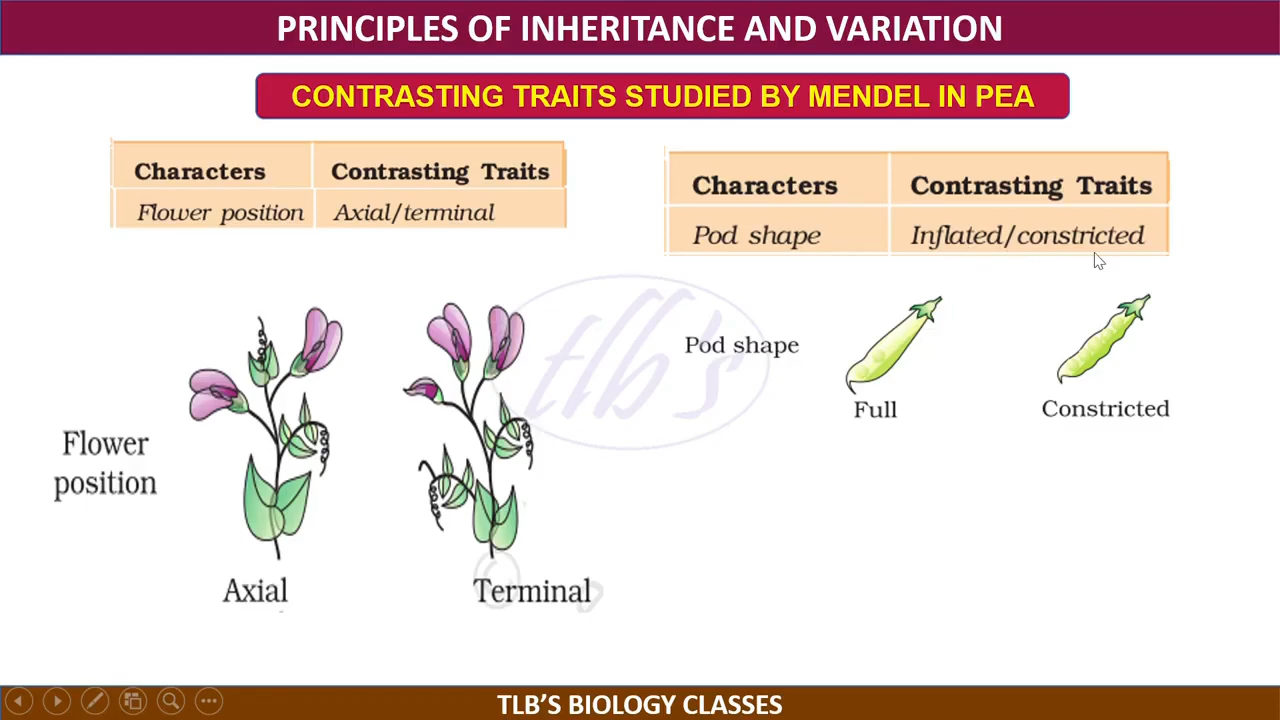 PRINCIPLES OF INHERITANCE AND VARIATION
CONTRASTING TRAITS STUDIED BY MENDEL IN PEA
Characters Contrasting Traits
Flower position Axial/terminal
Characters Contrasting Traits
Pod shape Inflated/constricted
tlb's
Pod shape
Full Constricted
Flower
position
Axial Terminal
TLB'S BIOLOGY CLASSES